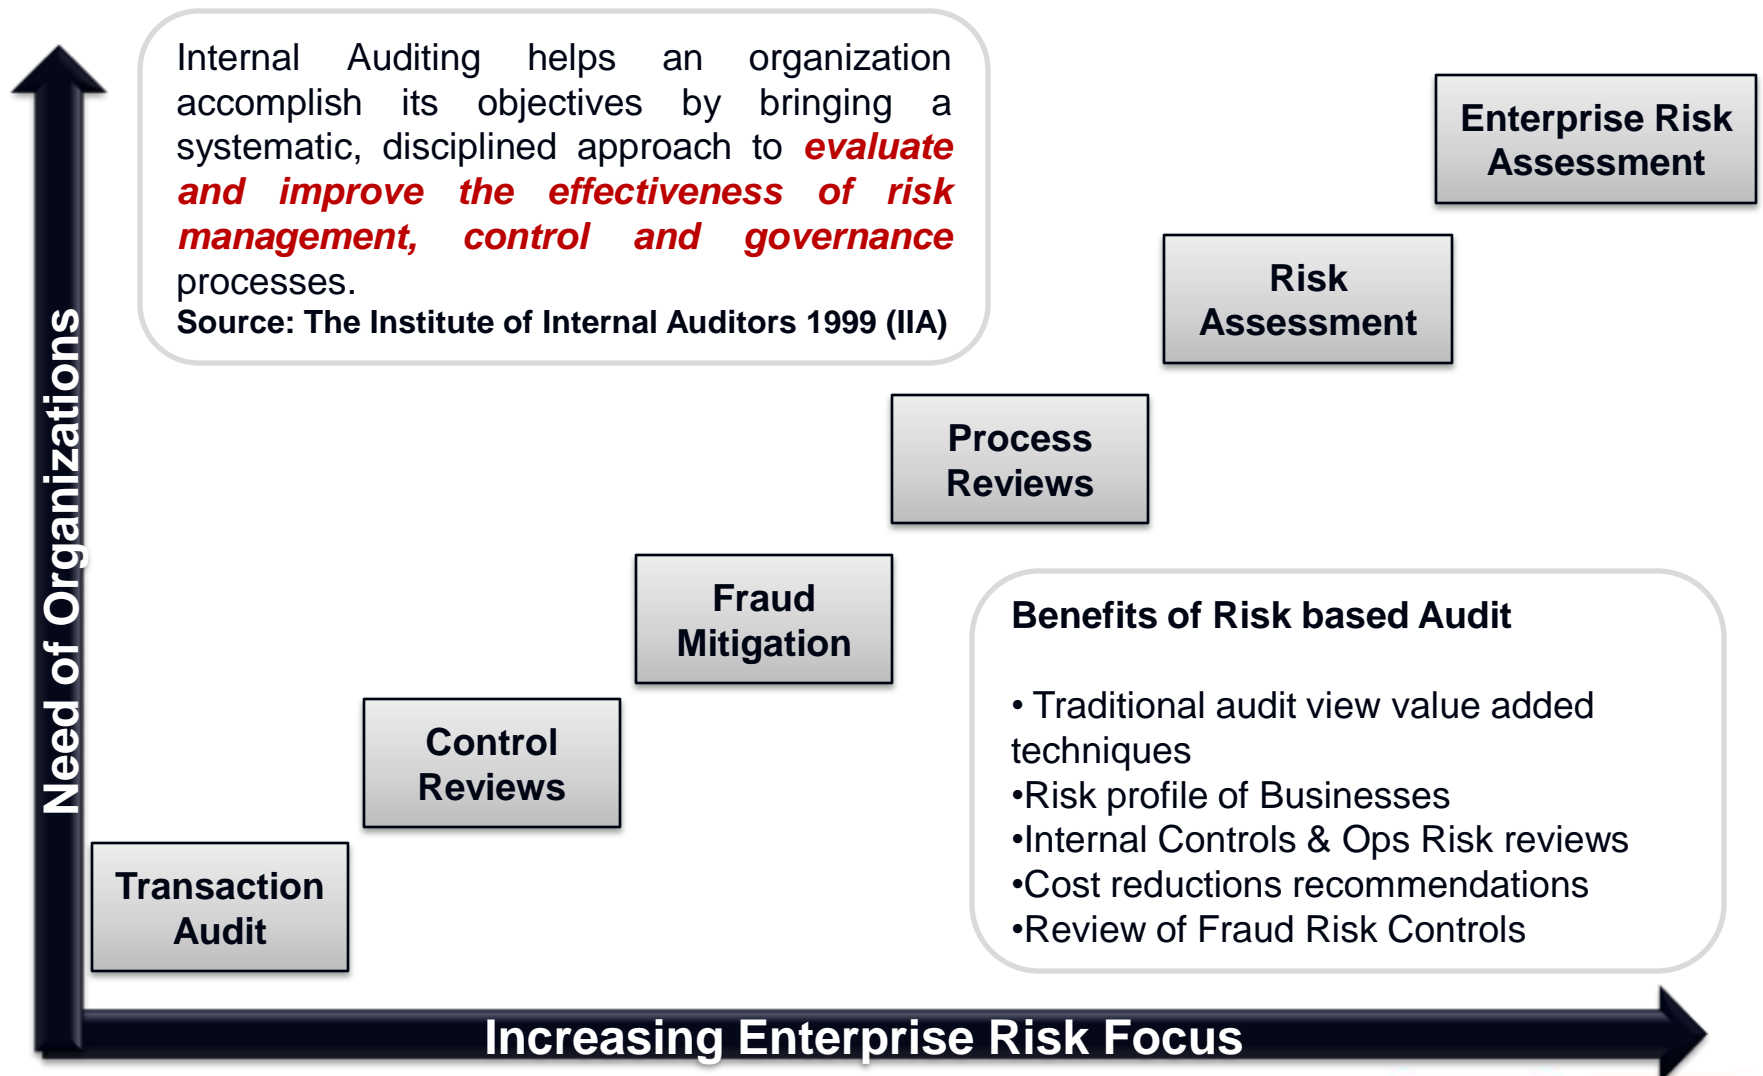 Internal Auditing helps an organization
accomplish its objectives by bringing a
systematic, disciplined approach to evaluate
and improve the effectiveness of risk
management, control and governance
processes.
Source: The Institute of Internal Auditors 1999 (IIA)
Enterprise Risk
Assessment
Risk
Assessment
Process
Reviews
Fraud
Mitigation
Control
Reviews
Transaction
Audit
Benefits of Risk based Audit
• Traditional audit view value added
techniques
•Risk profile of Businesses
•Internal Controls & Ops Risk reviews
•Cost reductions recommendations
•Review of Fraud Risk Controls
Need of Organizations
Increasing Enterprise Risk Focus